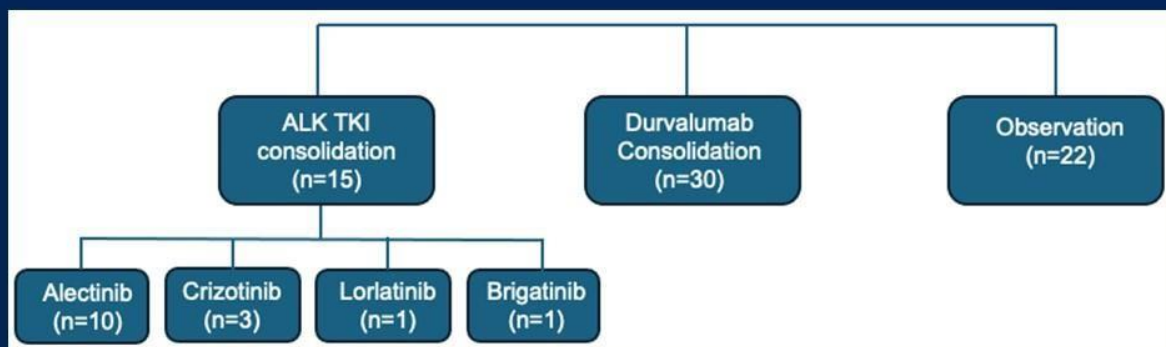 ALK TKI
consolidation
(n=15)
Durvalumab
Consolidation
(n=30)
Observation
(n=22)
Alectinib
(n=10)
Crizotinib
(n=3)
Lorlatinib
(n=1)
Brigatinib
(n=1)